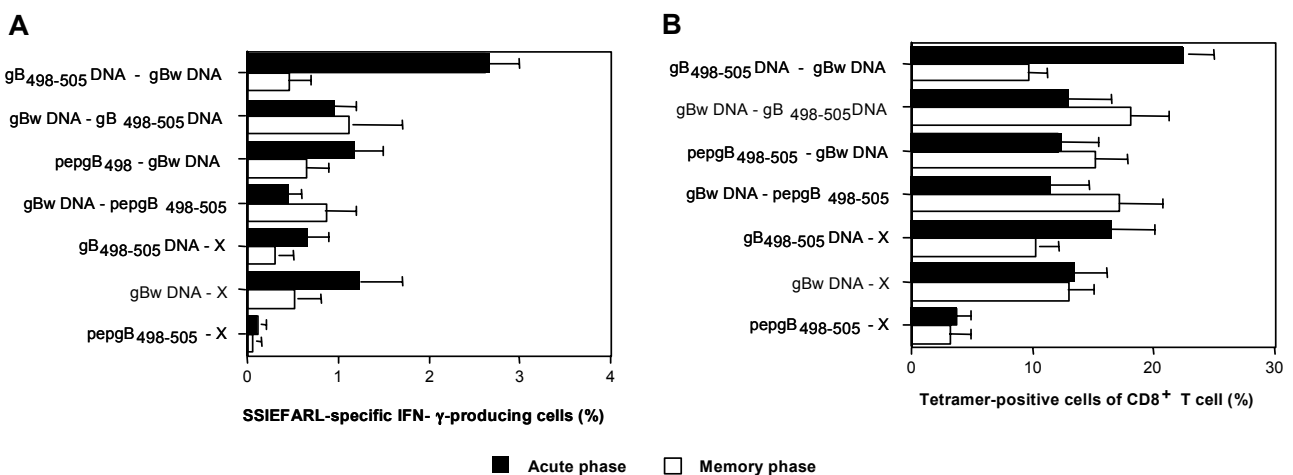 A
gB498-505 DNA - gBw DNA
gBw DNA - gB 498-505 DNA
pepgB498 - gBw DNA
gBw DNA - pepgB 498-505
gB498-505 DNA - X
gBw DNA - X
pepgB498-505 - X
0 1 2 3 4
SSIEFARL-specific IFN- γ-producing cells (%)
B
gB498-505 DNA - gBw DNA
gBw DNA - gB 498-505DNA
pepgB498-505 - gBw DNA
gBw DNA - pepgB 498-505
gB498-505 DNA - X
gBw DNA - X
pepgB498-505 - X
0 10 20 30
Tetramer-positive cells of CD8+ T cell (%)
Acute phase Memory phase